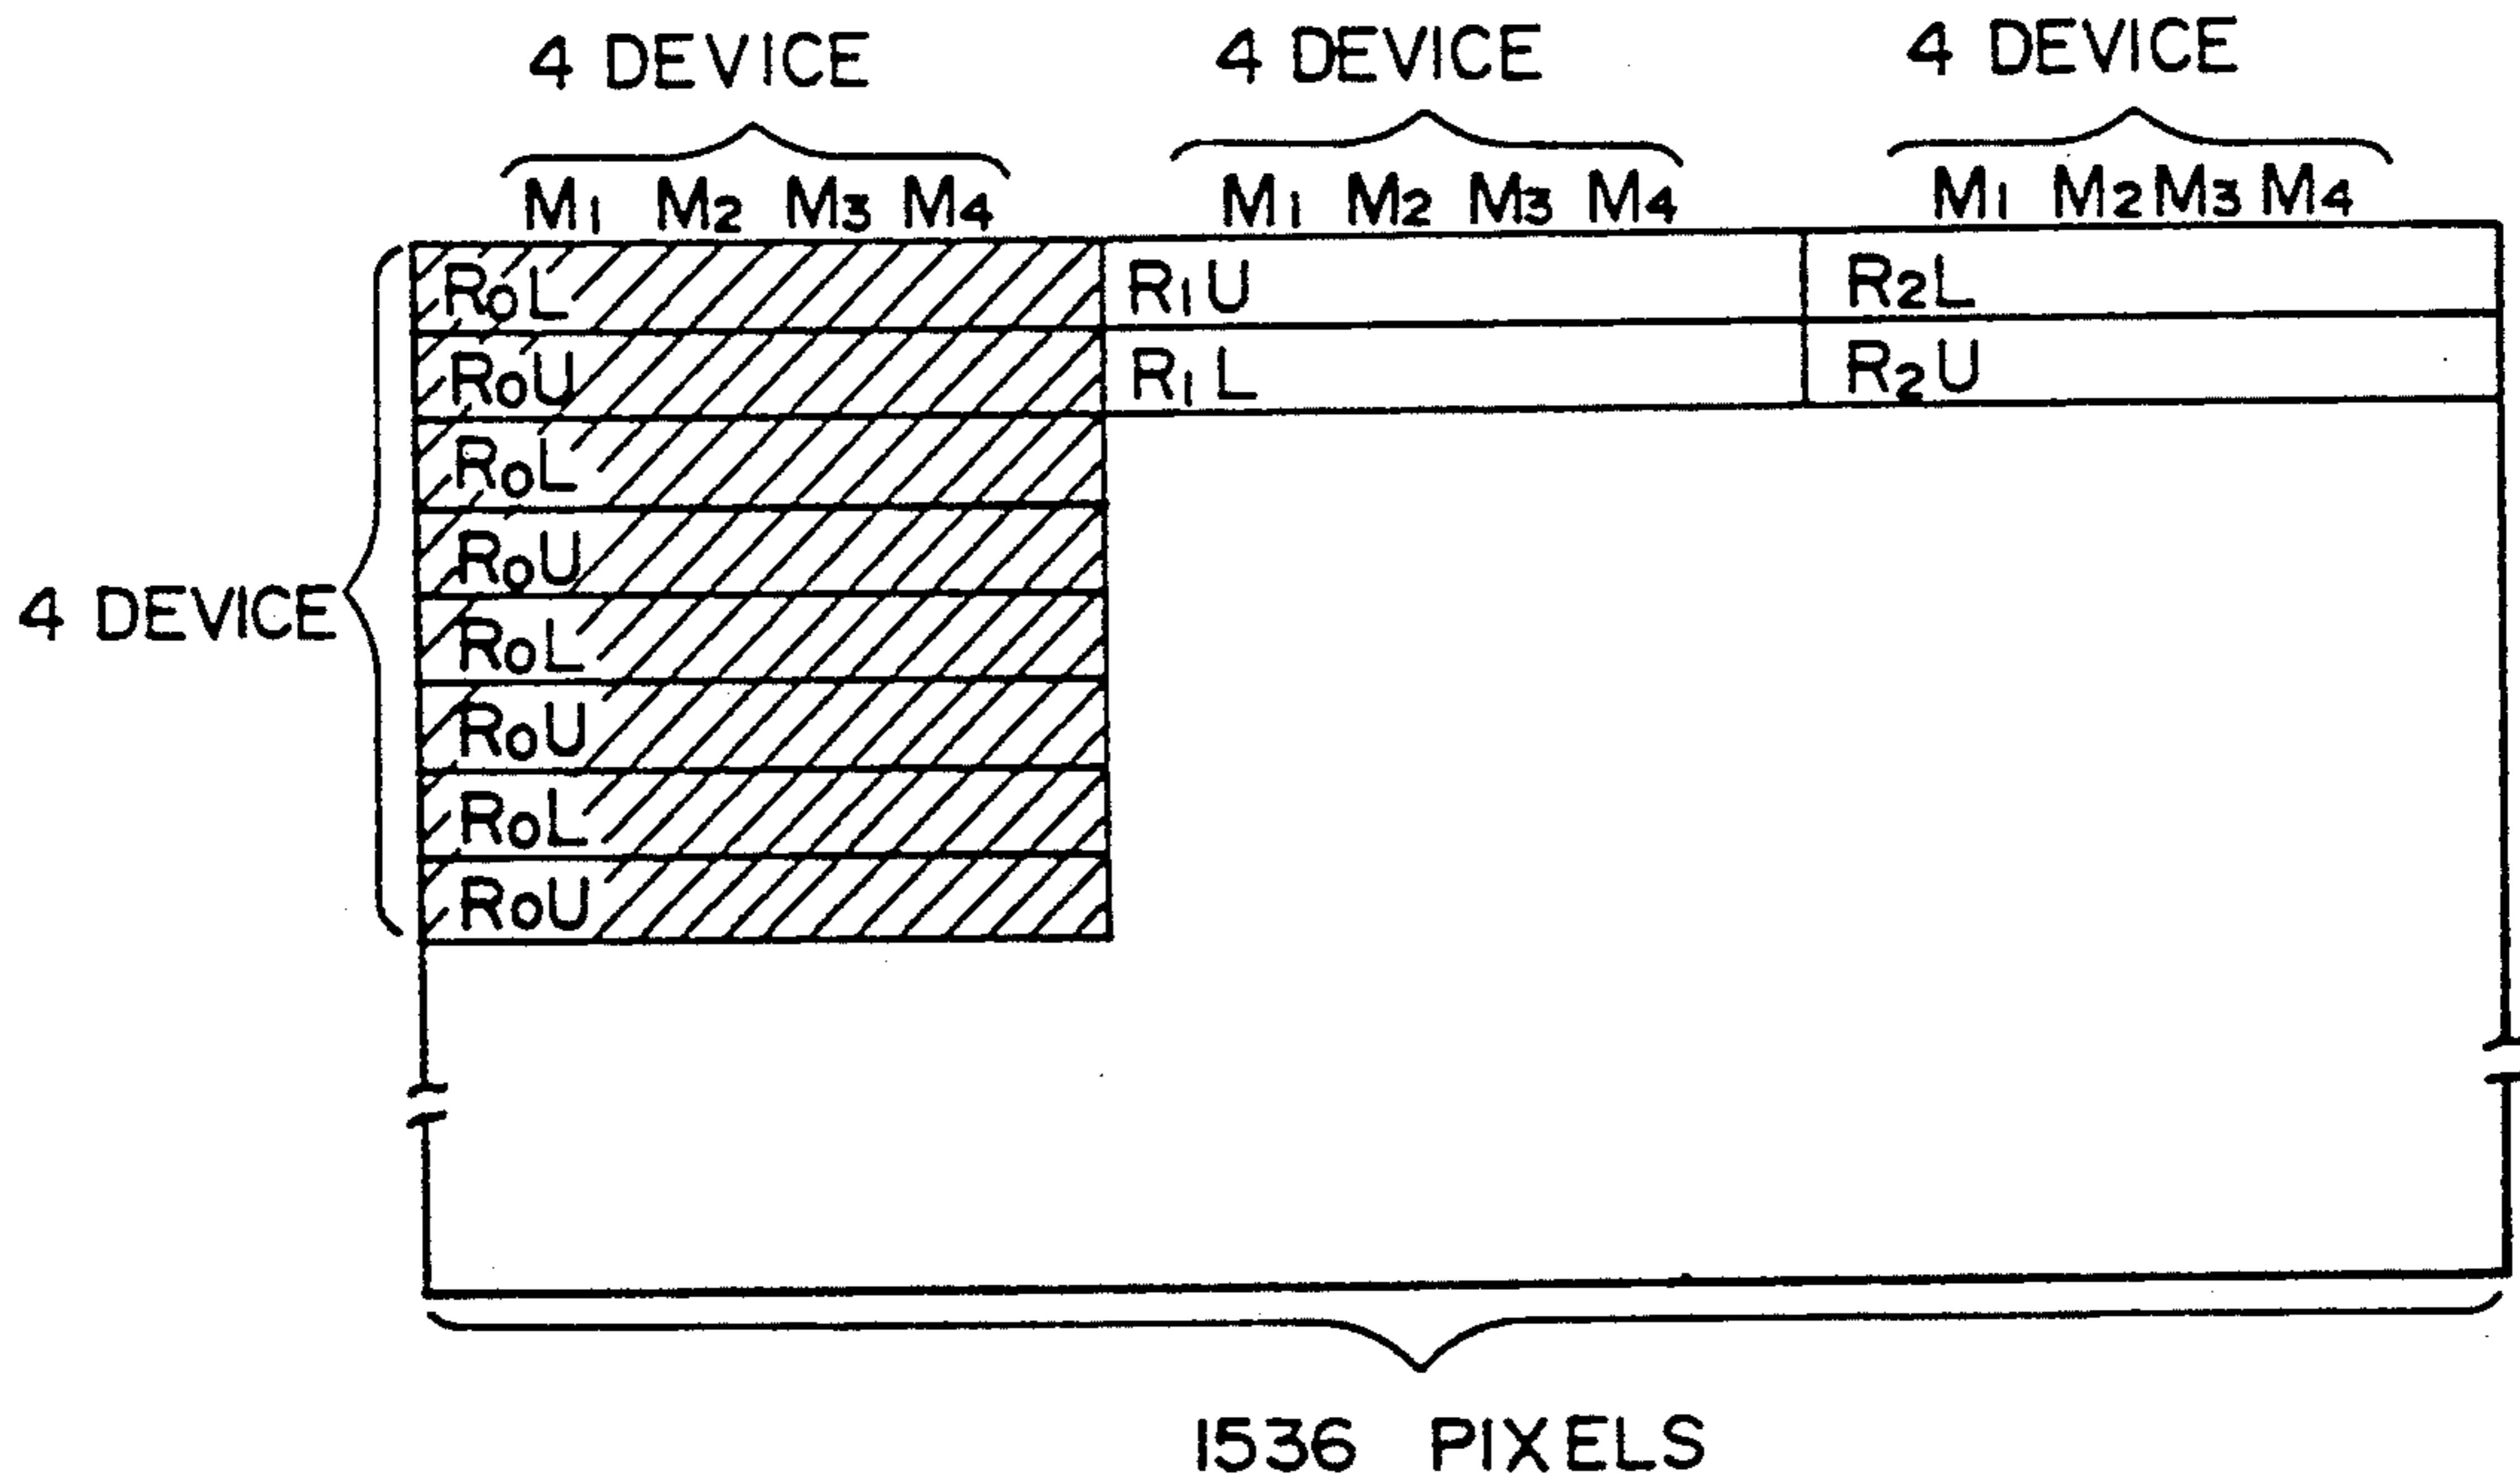 4 DEVICE 4 DEVICE 4 DEVICE
M1 M2 M3 M4 M1 M2 M3 M4 M1 M2 M3 M4
R0L R1U R2L
R0U R1L R2U
R0L
R0U
4 DEVICE
R0L
R0U
R0L
R0U
1536 PIXELS